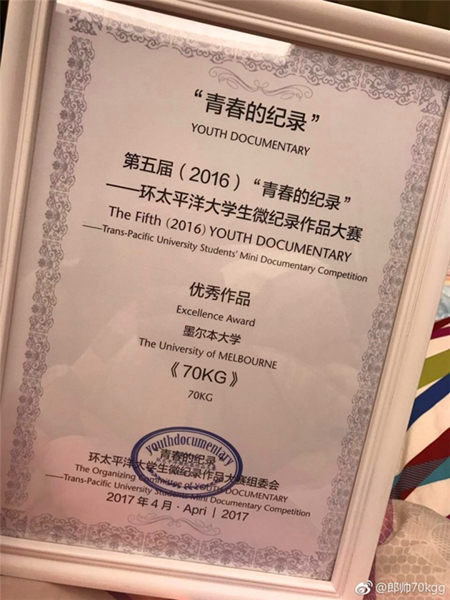 “青春的纪录”
YOUTH DOCUMENTARY
第五届（2016）“青春的纪录”
——环太平洋大学生微纪录作品大赛
The Fifth (2016) YOUTH DOCUMENTARY
——Trans-Pacific University Students' Mini Documentary Competition
优秀作品
Excellence Award
墨尔本大学
The University of MELBOURNE
《70KG》
70KG
youthdocumentary
青春的纪录
环太平洋大学生微纪录作品大赛组委会
The Organizing Committee of YOUTH DOCUMENTARY
——Trans-Pacific University Students Mini Documentary Competition
2017 年 4 月 · Apri | 2017
@郎帅70kgg